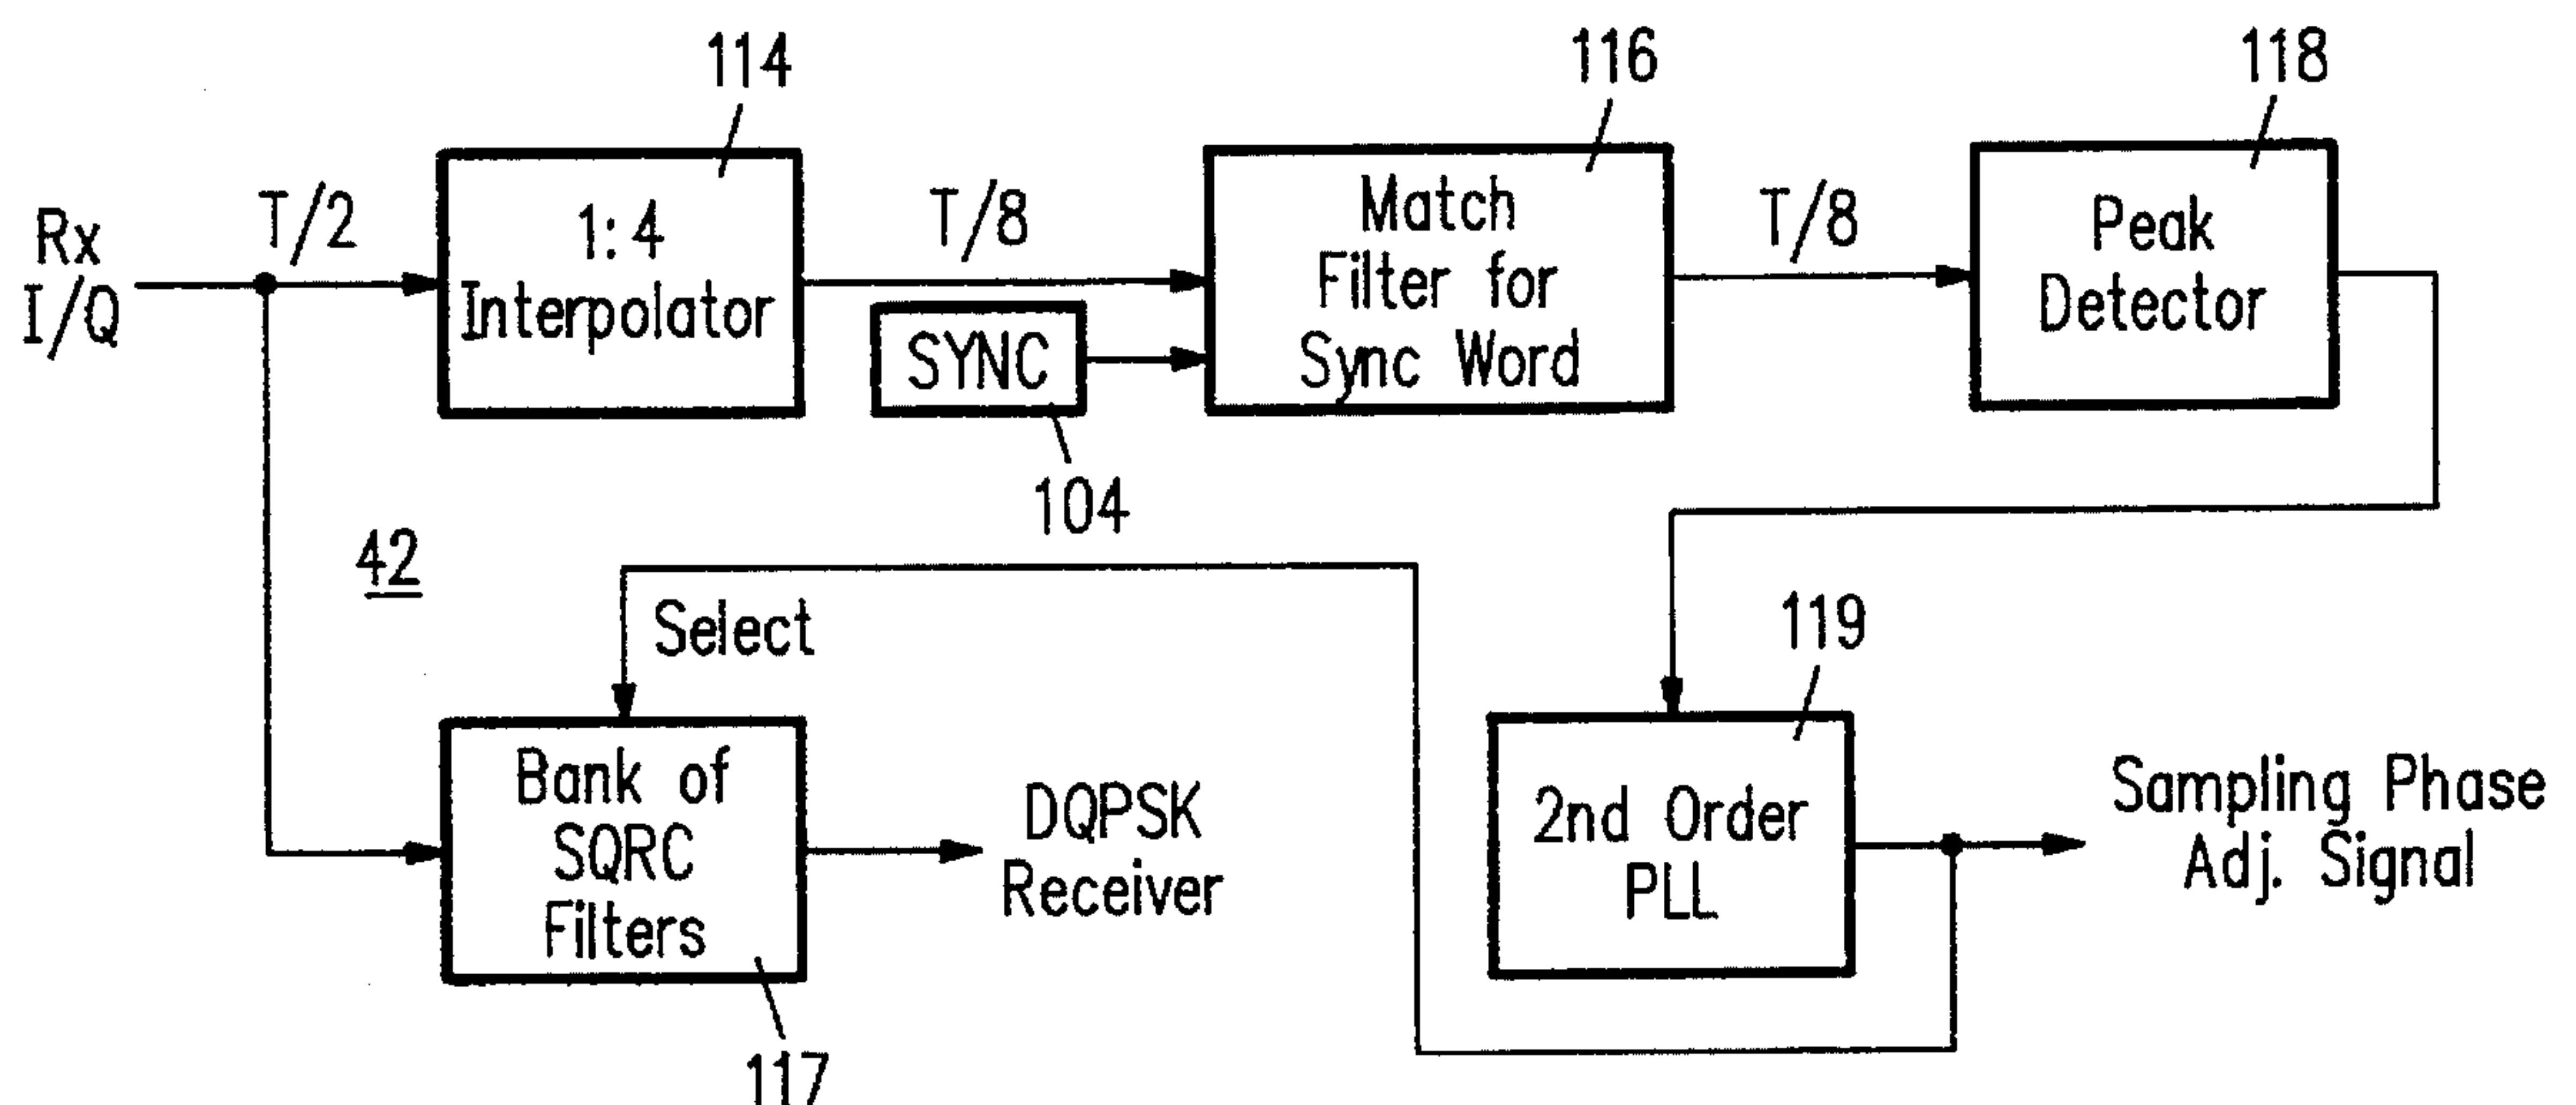 114
116
118
Rx
I/Q
T/2
1:4
Interpolator
T/8
Match
Filter for
Sync Word
T/8
Peak
Detector
SYNC
104
42
Select
119
Bank of
SQRC
Filters
DQPSK
Receiver
2nd Order
PLL
Sampling Phase
Adj. Signal
117